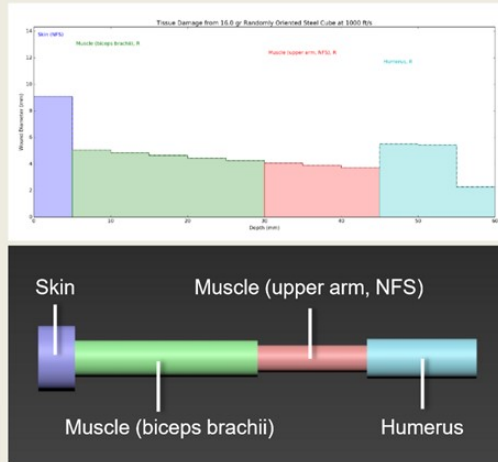 Tissue Damage from 16.0 gr Randomly Oriented Steel Cube at 1000 ft/s
Skin (NFS)
Muscle (biceps brachii), R
Muscle (upper arm, NFS), R
Humerus, R
Wound Diameter (mm)
14
12
10
8
6
4
2
0
0 10 20 30 40 50 60
Depth (mm)
Skin
Muscle (upper arm, NFS)
Muscle (biceps brachii)
Humerus